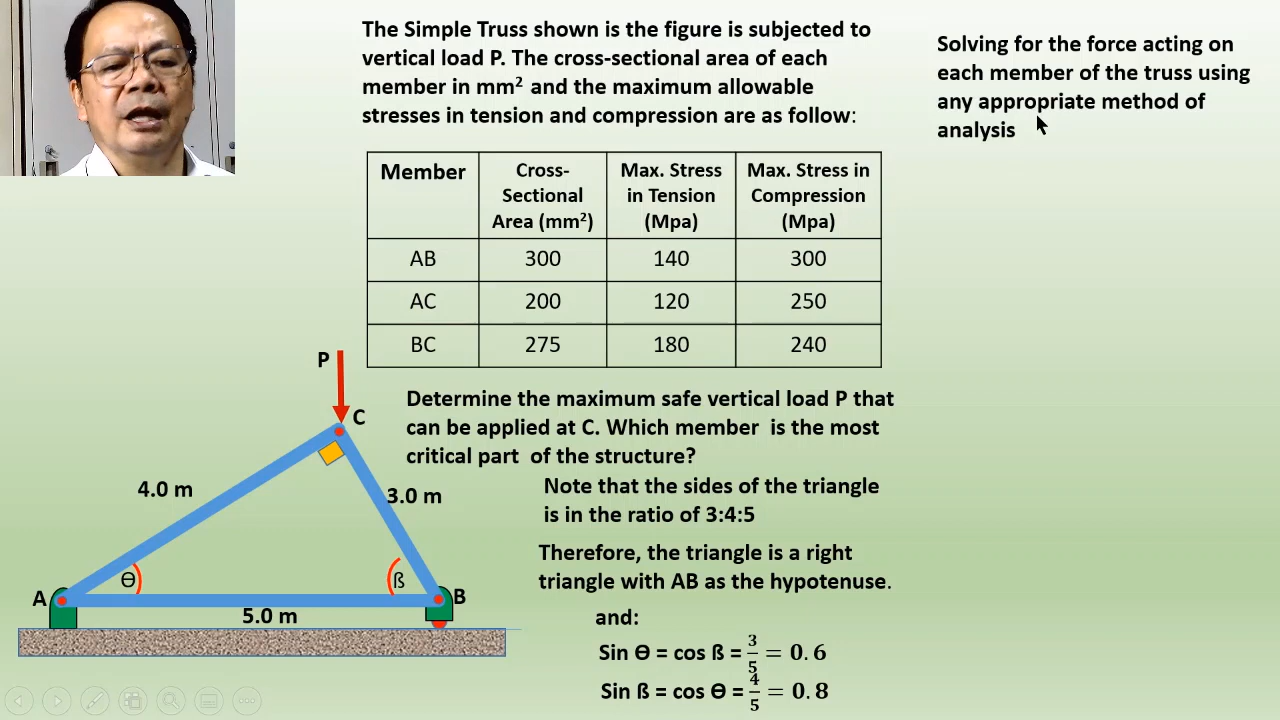 The Simple Truss shown is the figure is subjected to
vertical load P. The cross-sectional area of each
member in mm² and the maximum allowable
stresses in tension and compression are as follow:
Solving for the force acting on
each member of the truss using
any appropriate method of
analysis
Member Cross-Sectional Area (mm²) Max. Stress in Tension (Mpa) Max. Stress in Compression (Mpa)
AB 300 140 300
AC 200 120 250
BC 275 180 240
P
C
Determine the maximum safe vertical load P that
can be applied at C. Which member is the most
critical part of the structure?
4.0 m
3.0 m
Note that the sides of the triangle
is in the ratio of 3:4:5
Therefore, the triangle is a right
triangle with AB as the hypotenuse.
ɵ
ß
A
B
5.0 m
and:
Sin ɵ = cos ß = 3/5 = 0.6
Sin ß = cos ɵ = 4/5 = 0.8